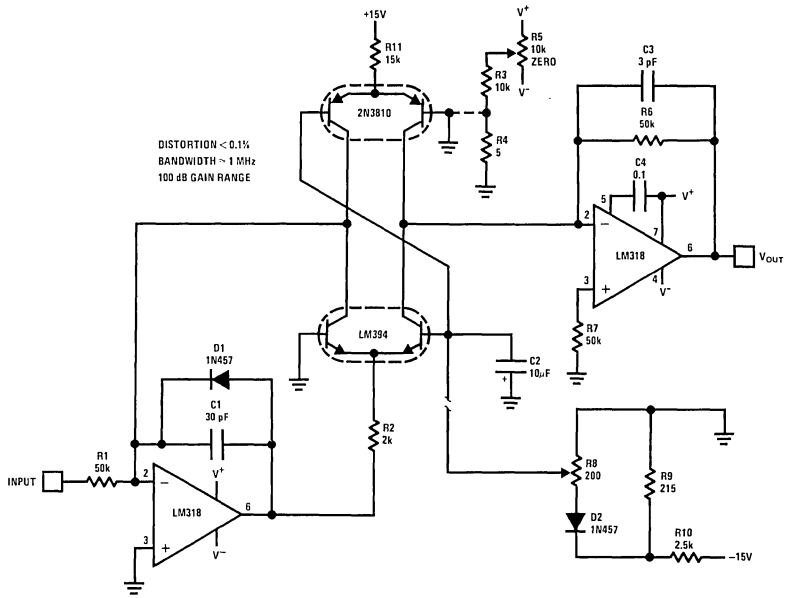 +15V
R11
15k
2N3810
V+
R5
10k
ZERO
V−
R3
10k
R4
5
DISTORTION < 0.1%
BANDWIDTH > 1 MHz
100 dB GAIN RANGE
C3
3 pF
R6
50k
C4
0.1
V+
5
2
−
7
LM318
6
VOUT
3
+
4
V−
R7
50k
LM394
C2
10μF
+
D1
1N457
C1
30 pF
R2
2k
R1
50k
INPUT
2
−
V+
LM318
6
3
+
V−
R8
200
R9
215
D2
1N457
R10
2.5k
−15V